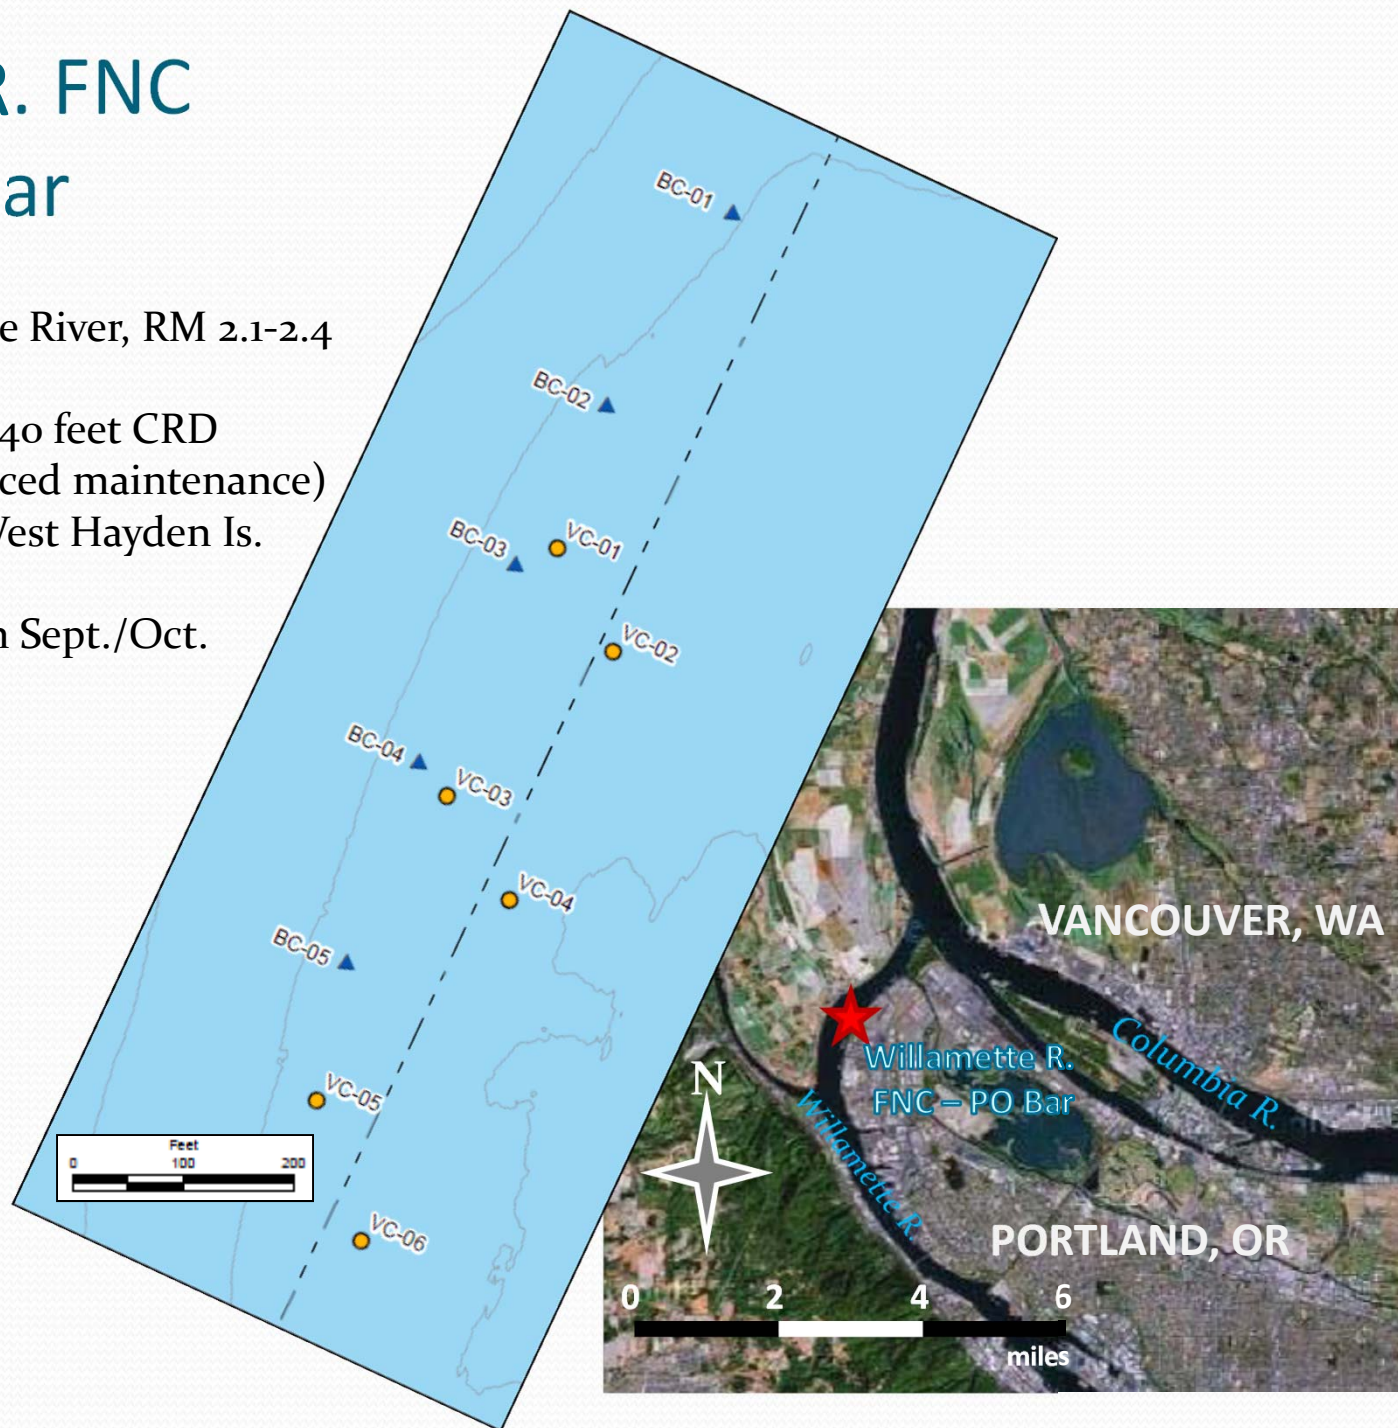 R. FNC
ar
e River, RM 2.1-2.4
40 feet CRD
ced maintenance)
West Hayden Is.
n Sept./Oct.
BC-01
BC-02
BC-03
VC-01
VC-02
BC-04
VC-03
VC-04
BC-05
VC-05
VC-06
Feet
0 100 200
VANCOUVER, WA
Columbia R.
Willamette R.
FNC – PO Bar
Willamette R.
N
PORTLAND, OR
0 2 4 6
miles